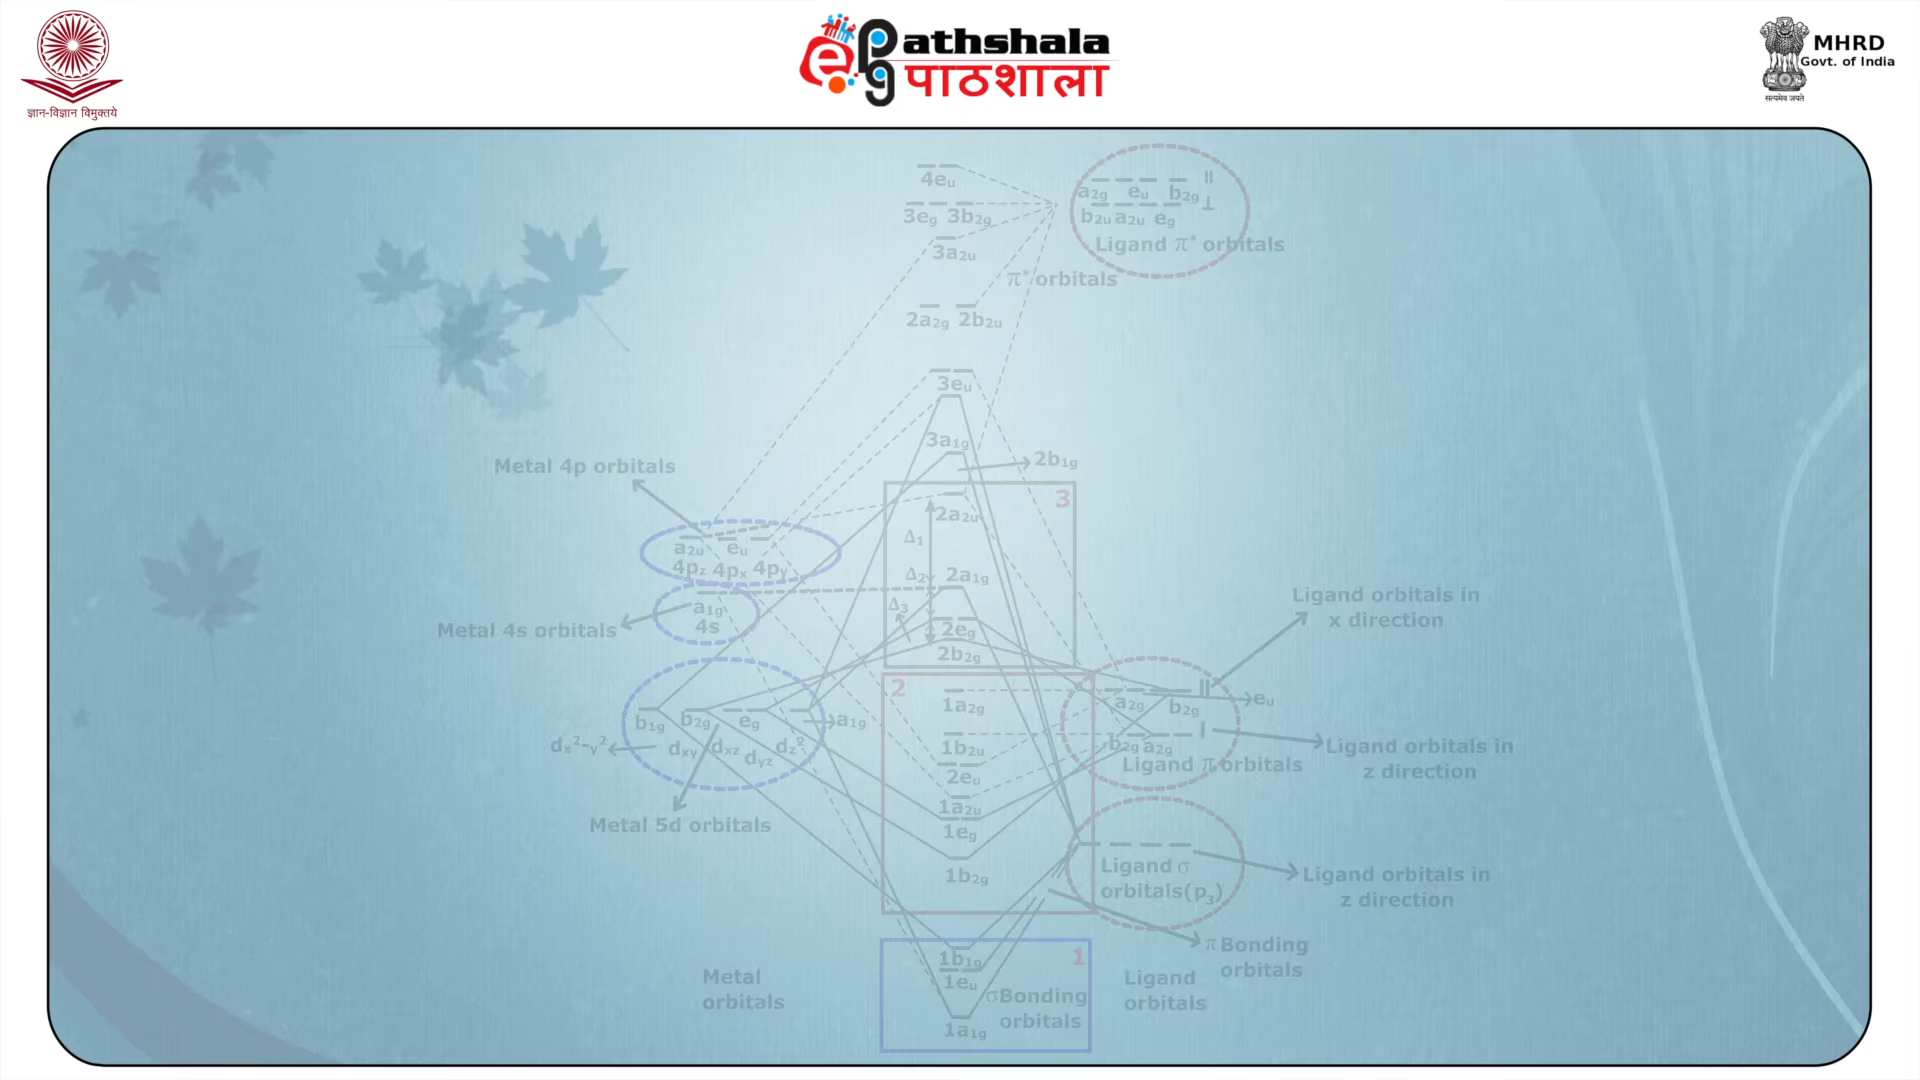 ज्ञान-विज्ञान विमुक्तये
ePathshala
पाठशाला
MHRD
Govt. of India
सत्यमेव जयते
4eu
3eg 3b2g
3a2u
a2g eu b2g ||
b2u a2u eg ⊥
Ligand π* orbitals
π* orbitals
2a2g 2b2u
3eu
3a1g
2b1g
Metal 4p orbitals
3
2a2u
Δ1
a2u eu
4pz 4px 4py
Δ2 2a1g
Δ3
a1g
4s
Metal 4s orbitals
2eg
2b2g
Ligand orbitals in
x direction
2
1a2g
a2g b2g ||
eu
b1g b2g eg a1g
dx²-y² dxy dxz dyz dz²
1b2u
b2g a2g
Ligand orbitals in
z direction
Ligand π orbitals
2eu
1a2u
Metal 5d orbitals
1eg
1b2g
Ligand σ
orbitals(p3)
Ligand orbitals in
z direction
π Bonding
orbitals
1
1b1g
1eu
σBonding
orbitals
1a1g
Metal
orbitals
Ligand
orbitals